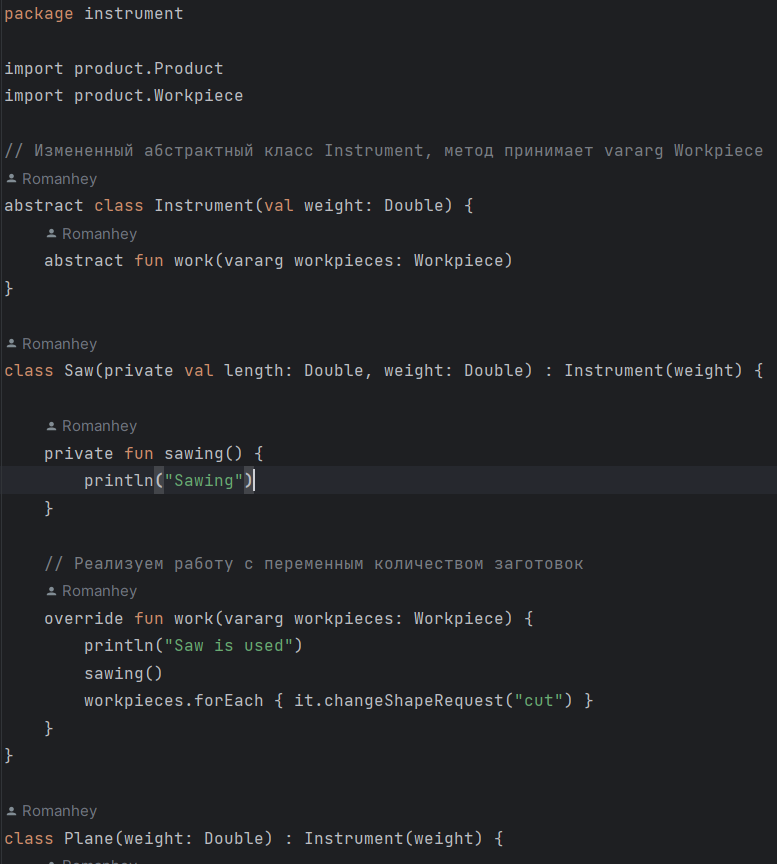 package instrument
import product.Product
import product.Workpiece
// Измененный абстрактный класс Instrument, метод принимает vararg Workpiece
Romanhey
abstract class Instrument(val weight: Double) {
Romanhey
abstract fun work(vararg workpieces: Workpiece)
}
Romanhey
class Saw(private val length: Double, weight: Double) : Instrument(weight) {
Romanhey
private fun sawing() {
println("Sawing")
}
// Реализуем работу с переменным количеством заготовок
Romanhey
override fun work(vararg workpieces: Workpiece) {
println("Saw is used")
sawing()
workpieces.forEach { it.changeShapeRequest("cut") }
}
}
Romanhey
class Plane(weight: Double) : Instrument(weight) {